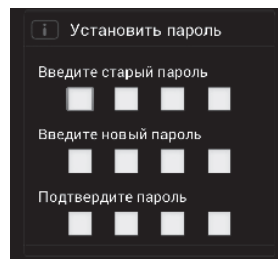 i Установить пароль
Введите старый пароль
Введите новый пароль
Подтвердите пароль